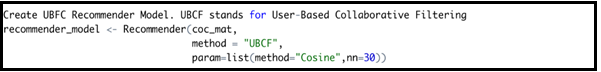 Create UBFC Recommender Model. UBCF stands for User-Based Collaborative Filtering
recommender_model <- Recommender(coc_mat,
method = "UBCF",
param=list(method="Cosine",nn=30))